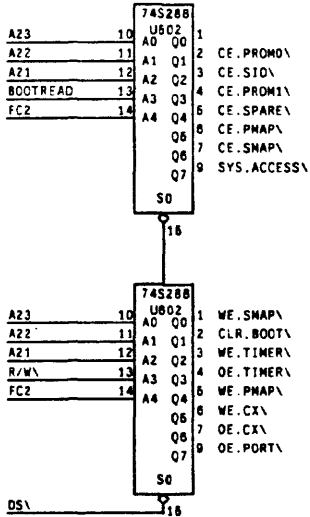 74S288
U602
A23 10 A0 Q0 1
A22 11 A1 Q1 2 CE.PROM0\
A21 12 A2 Q2 3 CE.SIO\
BOOTREAD 13 A3 Q3 4 CE.PROM1\
FC2 14 A4 Q4 5 CE.SPARE\
Q5 6 CE.PMAP\
Q6 7 CE.SMAP\
Q7 9 SYS.ACCESS\
S0
15
74S288
U602
A23 10 A0 Q0 1 WE.SMAP\
A22 11 A1 Q1 2 CLR.BOOT\
A21 12 A2 Q2 3 WE.TIMER\
R/W\ 13 A3 Q3 4 OE.TIMER\
FC2 14 A4 Q4 5 WE.PMAP\
Q5 6 WE.CX\
Q6 7 OE.CX\
Q7 9 OE.PORT\
S0
DS\ 15